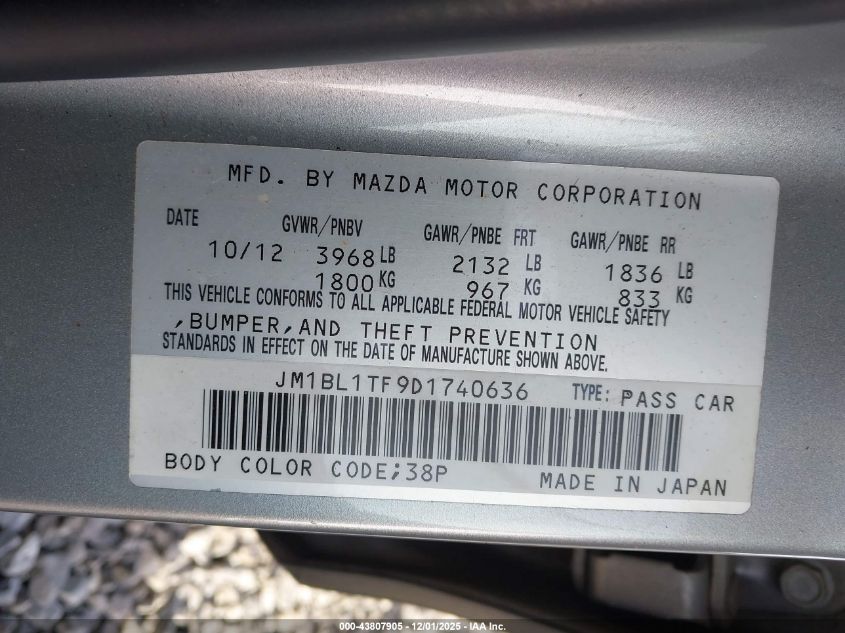 MFD. BY MAZDA MOTOR CORPORATION
DATE GVWR/PNBV GAWR/PNBE FRT GAWR/PNBE RR
10/12 3968 LB 2132 LB 1836 LB
1800 KG 967 KG 833 KG
THIS VEHICLE CONFORMS TO ALL APPLICABLE FEDERAL MOTOR VEHICLE SAFETY
,BUMPER,AND THEFT PREVENTION
STANDARDS IN EFFECT ON THE DATE OF MANUFACTURE SHOWN ABOVE.
JM1BL1TF9D1740636 TYPE: PASS CAR
BODY COLOR CODE;38P MADE IN JAPAN
000-43807905 - 12/01/2025 - IAA Inc.